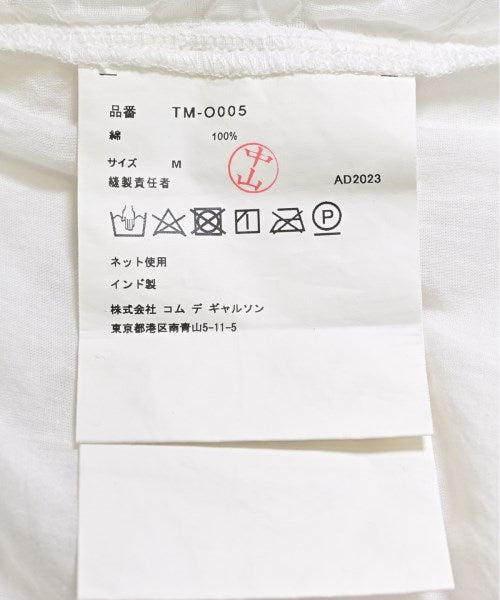 品番 TM-O005
綿 100%
サイズ M
中山
縫製責任者 AD2023
P
ネット使用
インド製
株式会社 コム デ ギャルソン
東京都港区南青山5-11-5